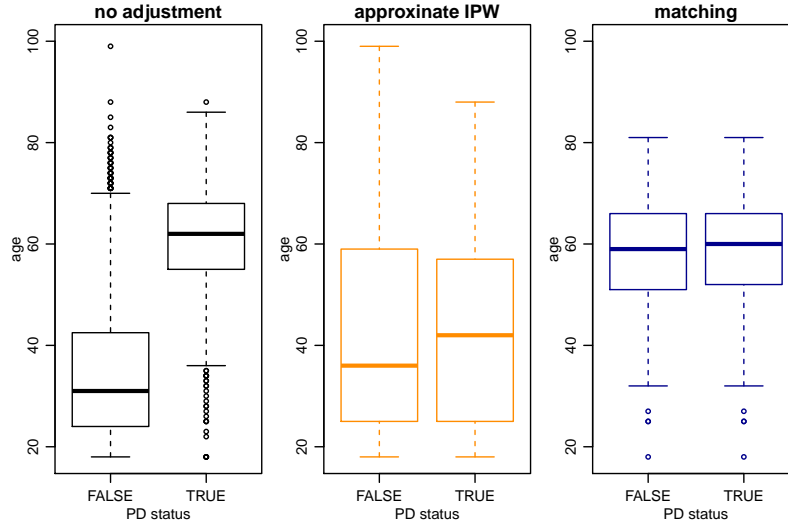 no adjustment
100
80
60
40
20
age
FALSE TRUE
PD status
approximate IPW
100
80
60
40
20
age
FALSE TRUE
PD status
matching
100
80
60
40
20
age
FALSE TRUE
PD status